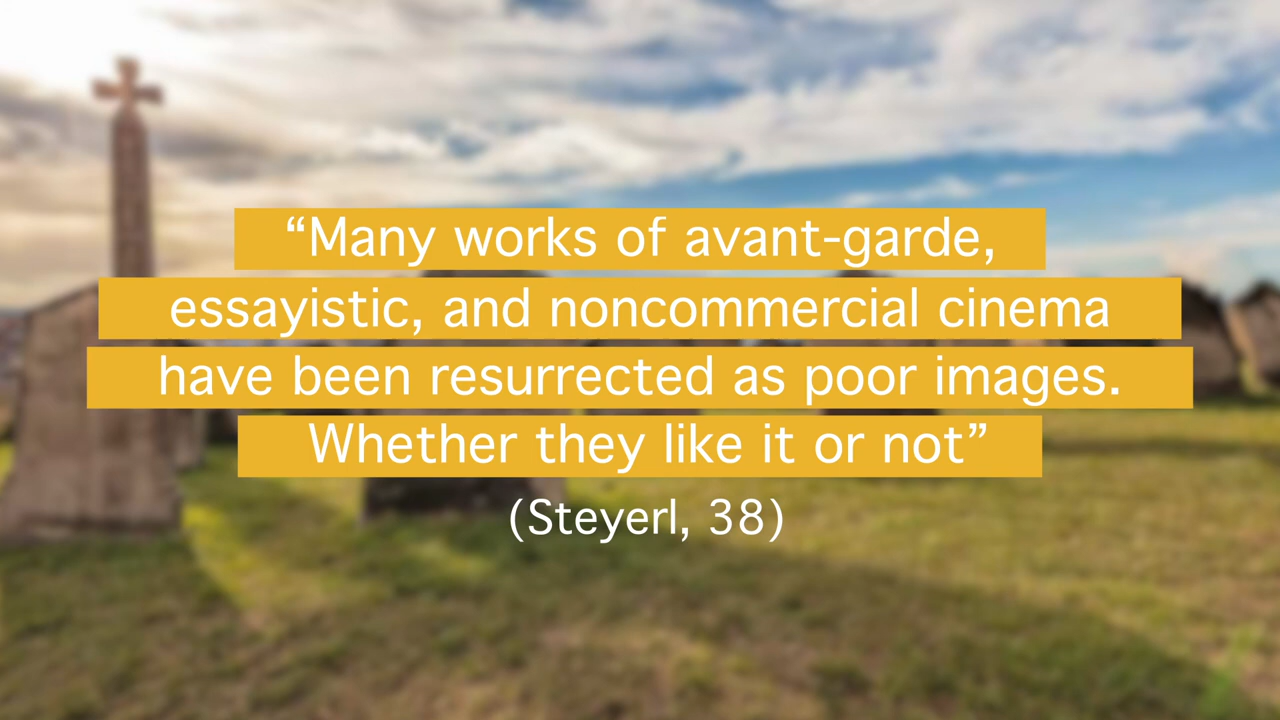 “Many works of avant-garde,
essayistic, and noncommercial cinema
have been resurrected as poor images.
Whether they like it or not”
(Steyerl, 38)